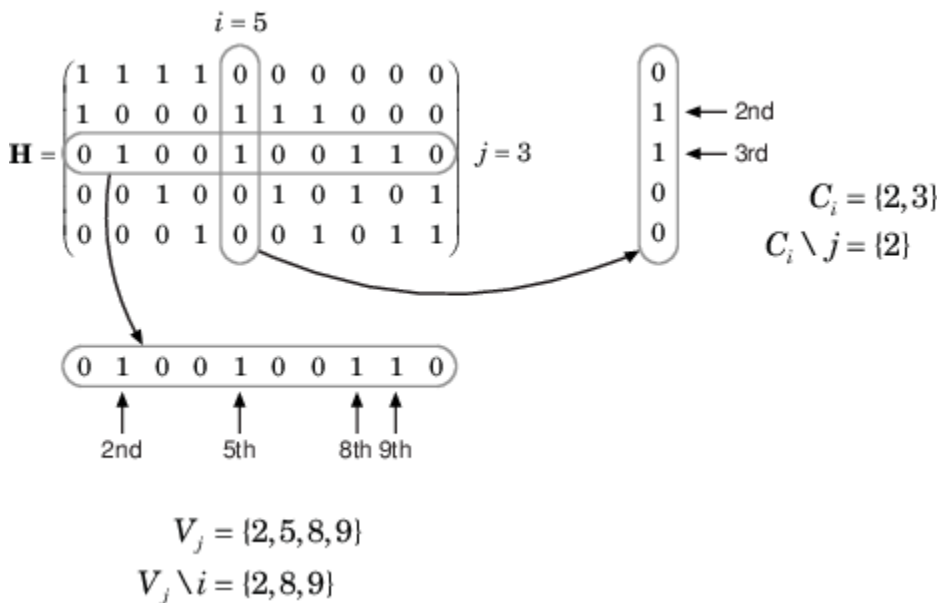 i = 5
1 1 1 1 0 0 0 0 0 0
1 0 0 0 1 1 1 0 0 0
H = 0 1 0 0 1 0 0 1 1 0 j = 3
0 0 1 0 0 1 0 1 0 1
0 0 0 1 0 0 1 0 1 1
0
1 2nd
1 3rd
0
0
C_i = {2,3}
C_i \ j = {2}
0 1 0 0 1 0 0 1 1 0
2nd 5th 8th 9th
V_j = {2,5,8,9}
V_j \ i = {2,8,9}